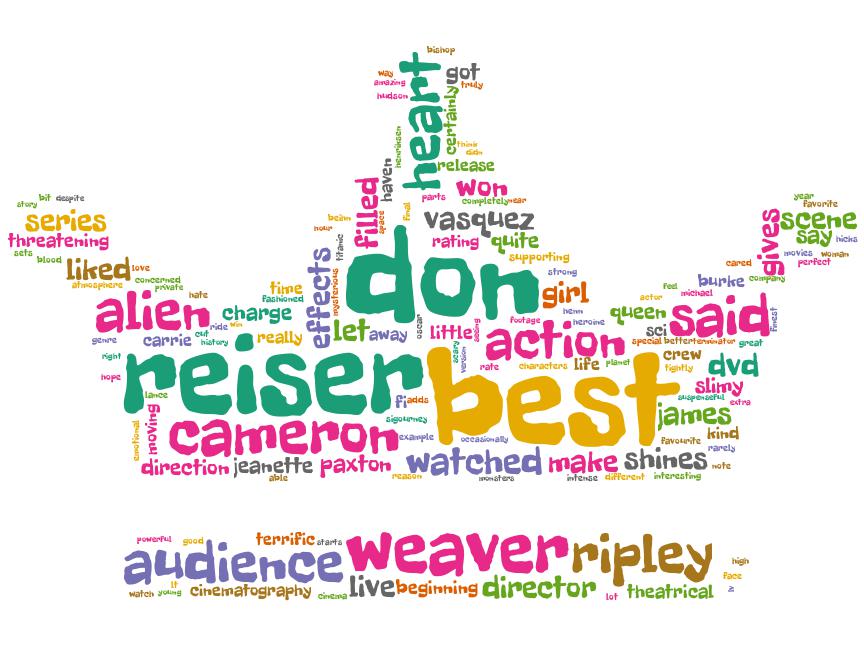 bishop
way
got
amazing
truly
hudson
heart
certainly
henriksen
think
didn
haven
release
filled
parts
won
completely
near
final
space
story
bit
despite
series
threatening
sets
blood
liked
love
atmosphere
concerned
private
hate
year
favorite
scene
say
hicks
gives
movies
woman
perfect
cared
company
burke
feel
michael
actor
been
hour
titanic
vasquez
rating
quite
supporting
strong
don
girl
effects
mysterious
time
fashioned
alien
charge
ride
win
genre
carrie
cut
history
really
let
away
oscar
little
being
footage
henn
heroine
action
queen
sci
said
finest
special
better
terminator
great
right
hope
reiser
scary
version
rate
characters
life
planet
crew
tightly
dvd
slimy
suspenseful
extra
lance
fi
adds
best
james
sigourney
emotional
moving
cameron
example
occasionally
favourite
kind
rarely
direction
jeanette
paxton
able
reason
watched
make
shines
note
monsters
intense
different
interesting
powerful
good
terrific
starts
audience
weaver
ripley
high
face
lt
watch
young
cinematography
cinema
live
beginning
director
lot
theatrical